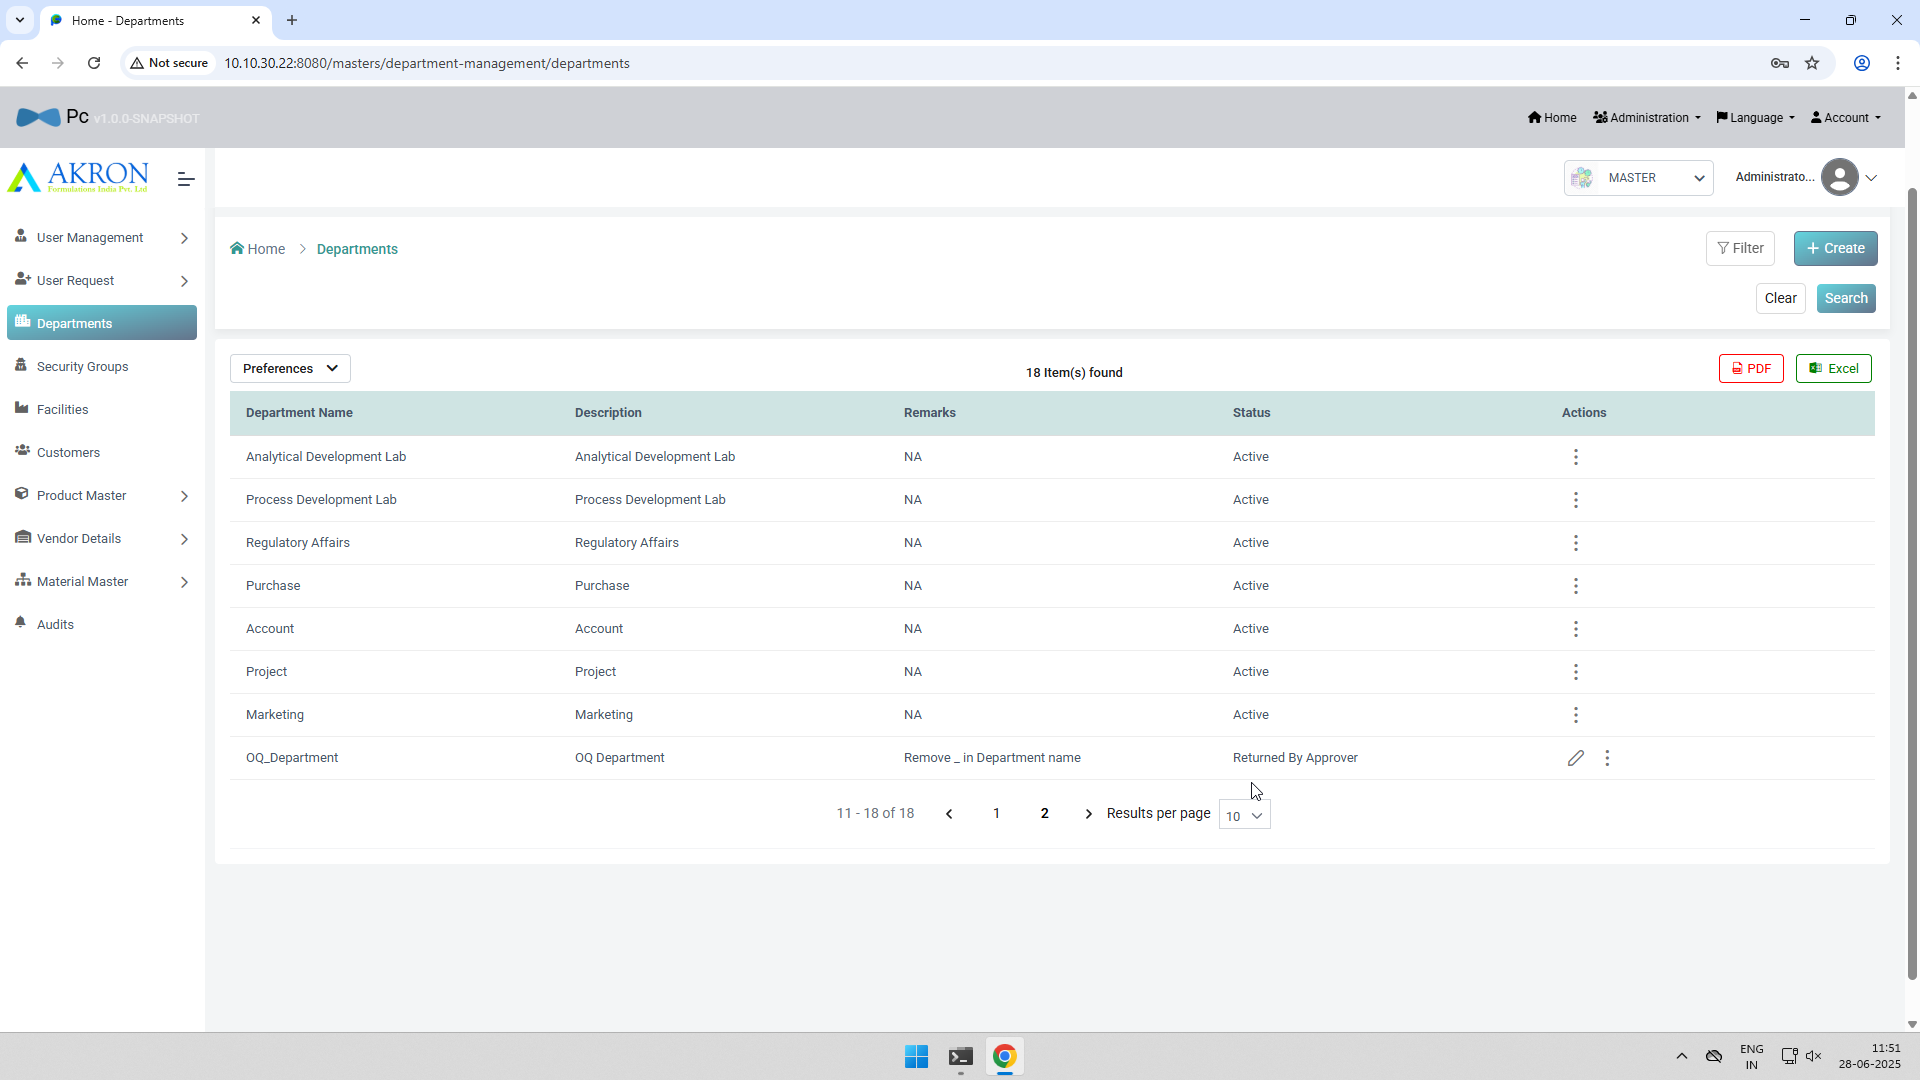 Home - Departments
Not secure
10.10.30.22:8080/masters/department-management/departments
Pc v1.0.0-SNAPSHOT
Home
Administration
Language
Account
AKRON
Formulations India Pvt. Ltd
MASTER
Administrato...
User Management
User Request
Departments
Security Groups
Facilities
Customers
Product Master
Vendor Details
Material Master
Audits
Home > Departments
Filter
+ Create
Clear
Search
Preferences
18 Item(s) found
PDF
Excel
Department Name Description Remarks Status Actions
Analytical Development Lab Analytical Development Lab NA Active
Process Development Lab Process Development Lab NA Active
Regulatory Affairs Regulatory Affairs NA Active
Purchase Purchase NA Active
Account Account NA Active
Project Project NA Active
Marketing Marketing NA Active
OQ_Department OQ Department Remove _ in Department name Returned By Approver
11 - 18 of 18 1 2 Results per page 10
ENG
IN
11:51
28-06-2025